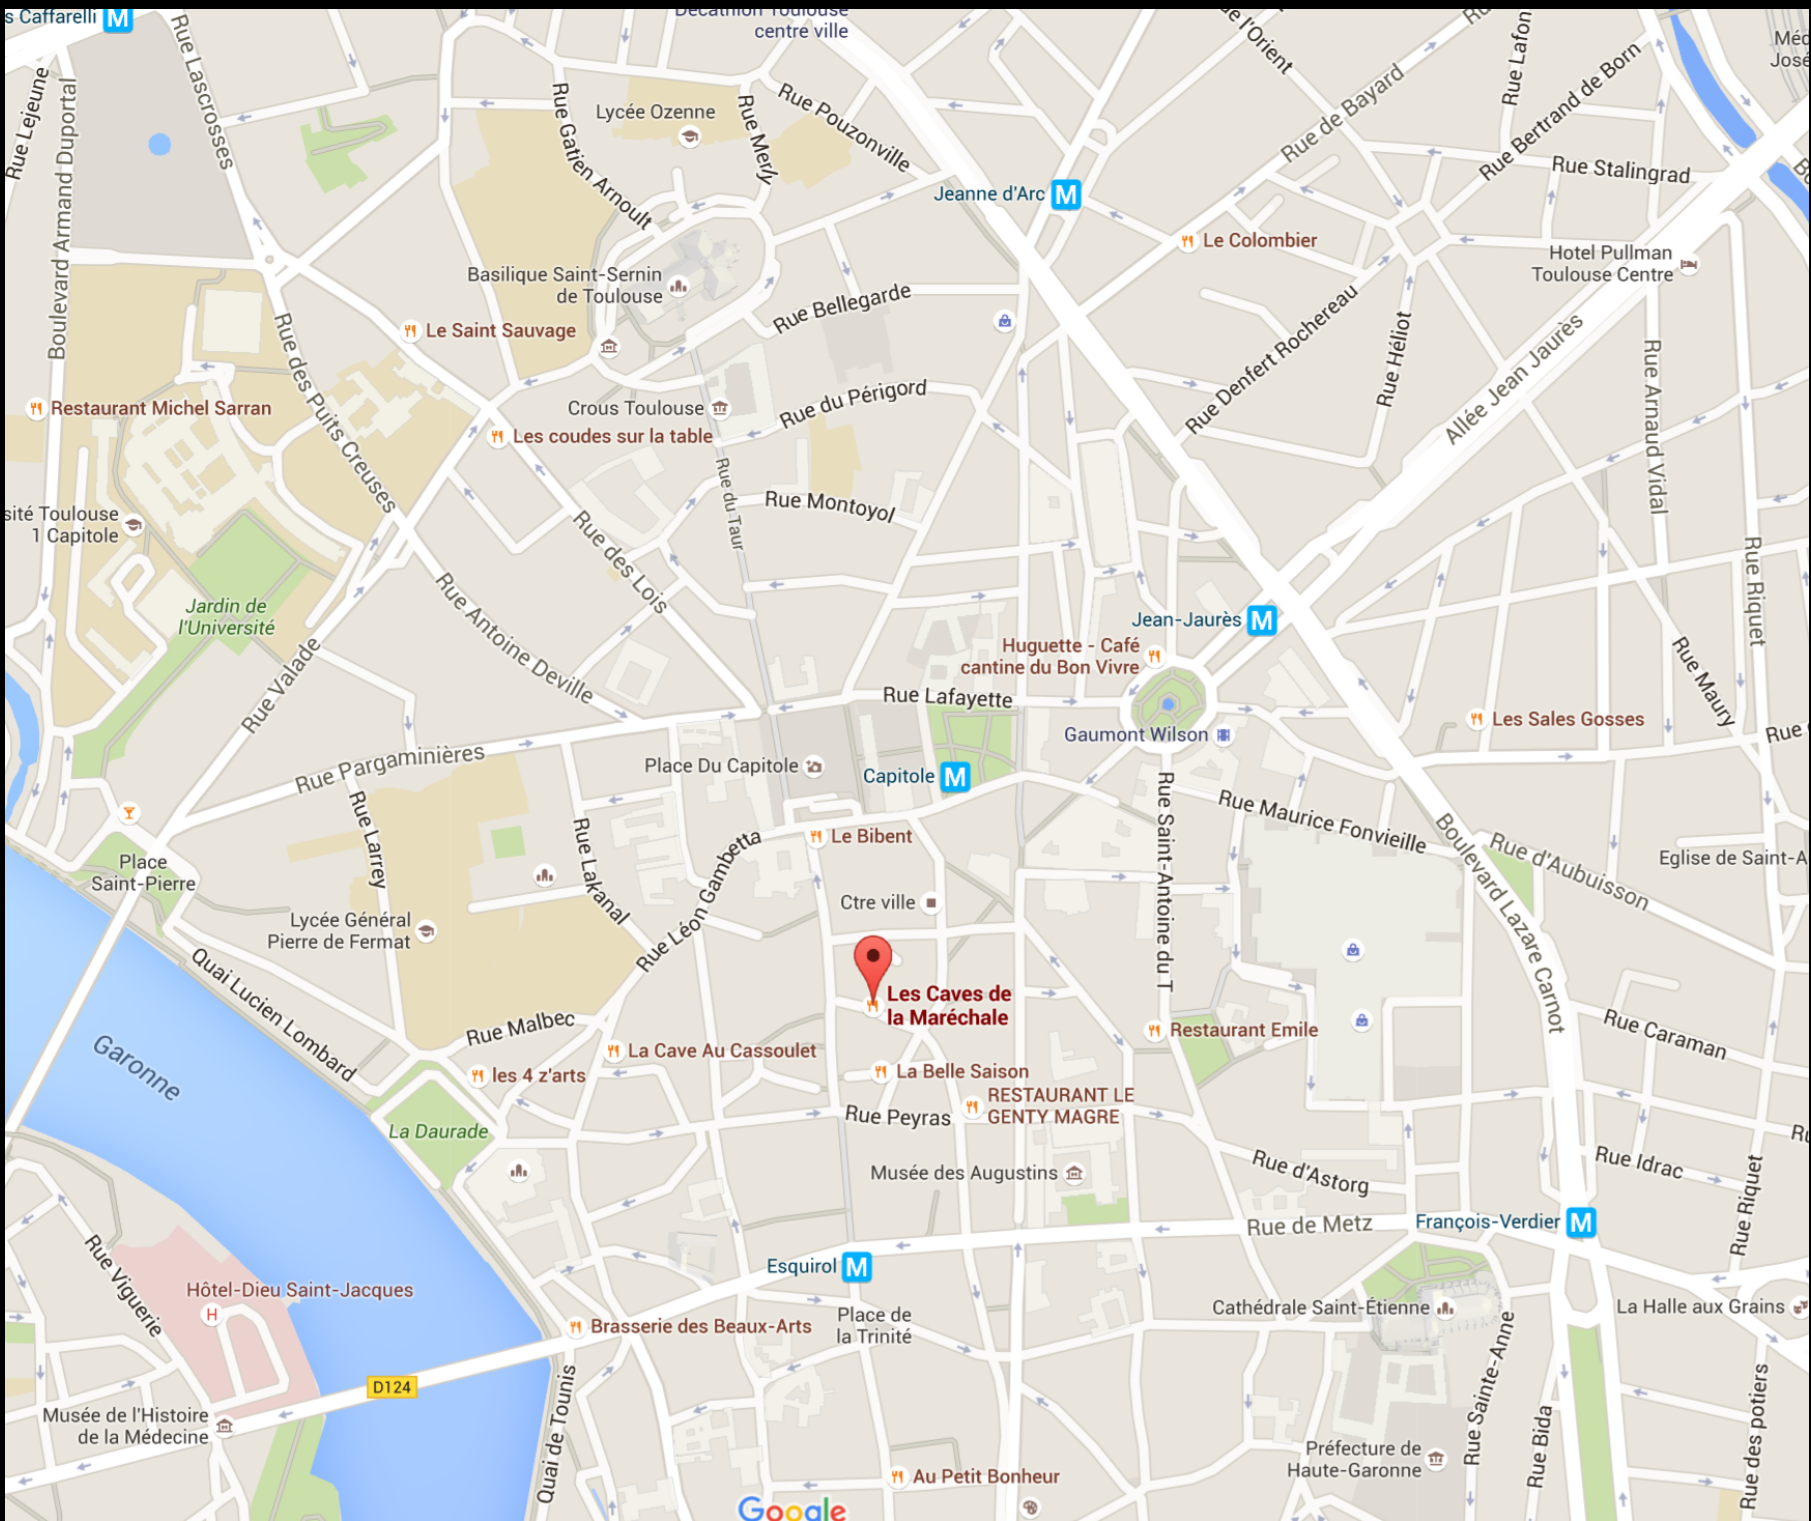 s Caffarelli M
Rue Lascrosses
Decathlon Toulouse
centre ville
Rue Lejeune
Boulevard Armand Duportal
Rue Gatien Arnoult
Lycée Ozenne
Rue Merly
Rue Pouzonville
Jeanne d'Arc M
Rue de Bayard
Rue Lafon
Rue Bertrand de Born
Rue Stalingrad
Méd
José
Le Colombier
Hotel Pullman
Toulouse Centre
Basilique Saint-Sernin
de Toulouse
Rue Bellegarde
Le Saint Sauvage
Rue des Puits Creuses
Rue Denfert Rochereau
Rue Héliot
Allée Jean Jaurès
Rue Arnaud Vidal
Restaurant Michel Sarran
Crous Toulouse
Rue du Périgord
Les coudes sur la table
Rue du Taur
Rue Montoyol
sité Toulouse
1 Capitole
Rue des Lois
Rue Riquet
Jardin de
l'Université
Rue Antoine Deville
Jean-Jaurès M
Huguette - Café
cantine du Bon Vivre
Rue Maury
Rue Valade
Rue Lafayette
Les Sales Gosses
Rue
Gaumont Wilson
Rue Pargaminières
Place Du Capitole
Capitole M
Rue Larrey
Rue Lakanal
Rue Léon Gambetta
Le Bibent
Rue Saint-Antoine du T
Rue Maurice Fonvieille
Boulevard Lazare Carnot
Rue d'Aubuisson
Eglise de Saint-A
Place
Saint-Pierre
Ctre ville
Lycée Général
Pierre de Fermat
Quai Lucien Lombard
Les Caves de
la Maréchale
Rue Malbec
Restaurant Emile
Rue Caraman
Garonne
La Cave Au Cassoulet
les 4 z'arts
La Belle Saison
RESTAURANT LE
GENTY MAGRE
Rue Peyras
La Daurade
Musée des Augustins
Rue d'Astorg
Rue Idrac
Rue Riquet
Rue de Metz
François-Verdier M
Rue Viguerie
Esquirol M
Hôtel-Dieu Saint-Jacques
H
Brasserie des Beaux-Arts
Place de
la Trinité
Cathédrale Saint-Étienne
La Halle aux Grains
D124
Quai de Tounis
Rue Sainte-Anne
Rue Bida
Rue des potiers
Musée de l'Histoire
de la Médecine
Au Petit Bonheur
Préfecture de
Haute-Garonne
Google